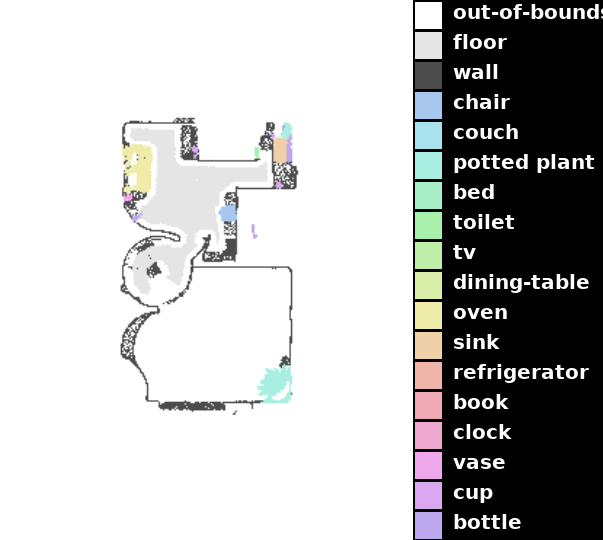 out-of-bounds
floor
wall
chair
couch
potted plant
bed
toilet
tv
dining-table
oven
sink
refrigerator
book
clock
vase
cup
bottle